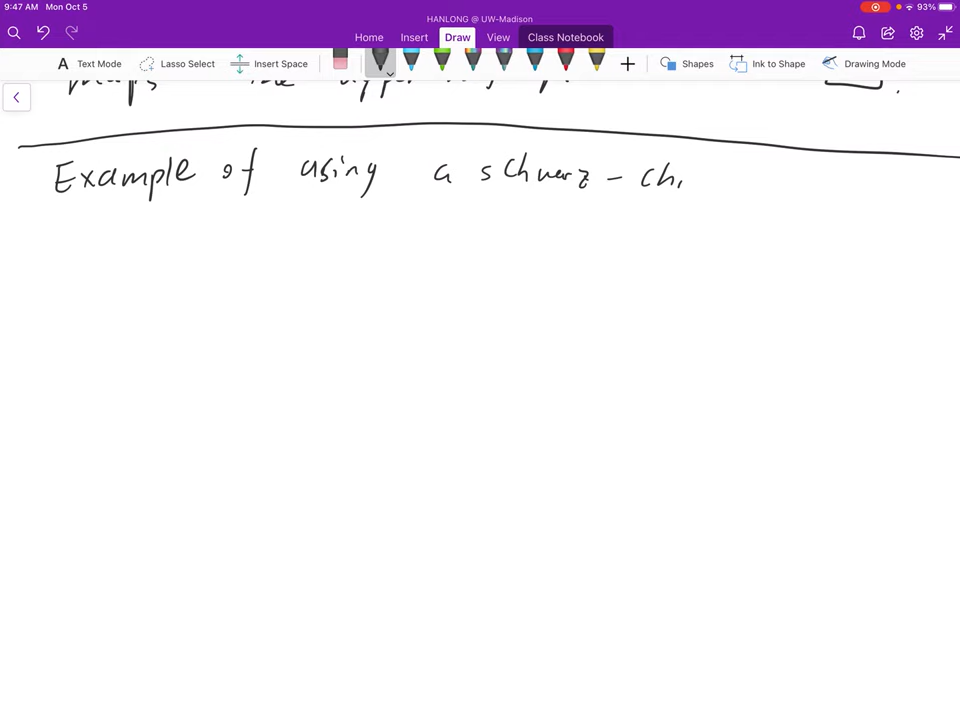 9:47 AM Mon Oct 5
93%
HANLONG @ UW-Madison
Home Insert Draw View Class Notebook
Text Mode Lasso Select Insert Space Shapes Ink to Shape Drawing Mode
Example of using a schwarz - ch